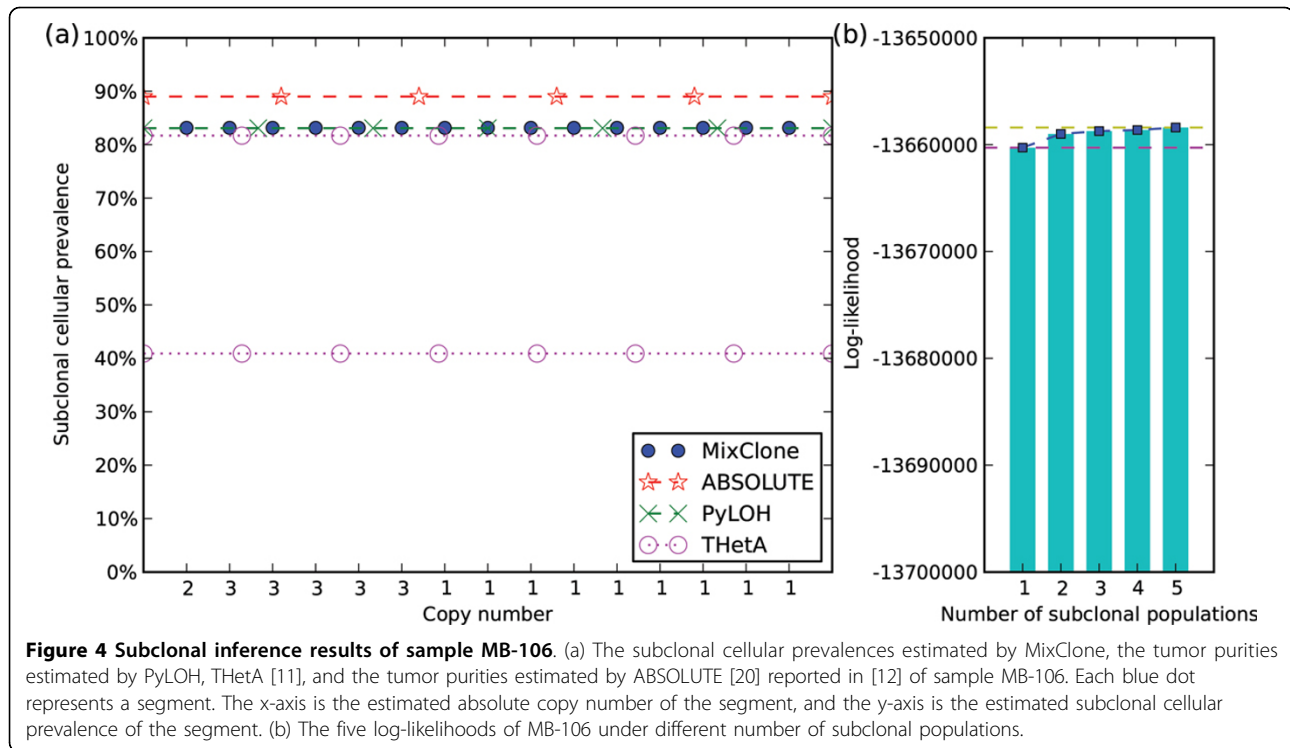 (a)
100%
90%
80%
70%
60%
50%
40%
30%
20%
10%
0%
Subclonal cellular prevalence
2 3 3 3 3 3 1 1 1 1 1 1 1 1 1
Copy number
MixClone
ABSOLUTE
PyLOH
THetA
(b)
-13650000
-13660000
-13670000
-13680000
-13690000
-13700000
Log-likelihood
1 2 3 4 5
Number of subclonal populations
Figure 4 Subclonal inference results of sample MB-106. (a) The subclonal cellular prevalences estimated by MixClone, the tumor purities
estimated by PyLOH, THetA [11], and the tumor purities estimated by ABSOLUTE [20] reported in [12] of sample MB-106. Each blue dot
represents a segment. The x-axis is the estimated absolute copy number of the segment, and the y-axis is the estimated subclonal cellular
prevalence of the segment. (b) The five log-likelihoods of MB-106 under different number of subclonal populations.